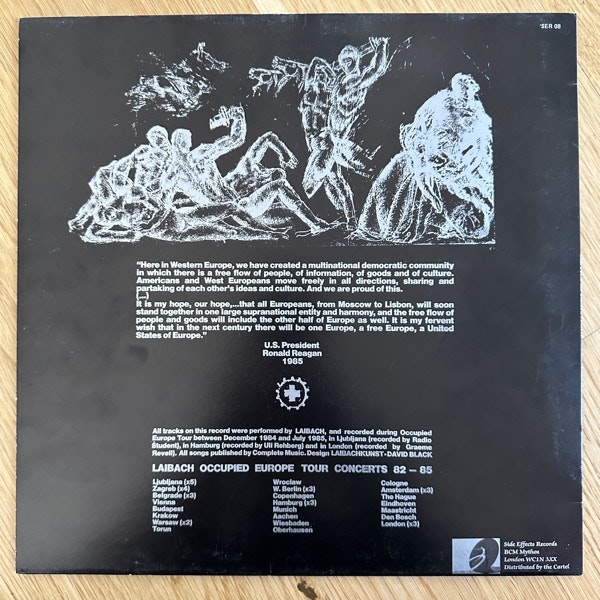 'SER 08
"Here in Western Europe, we have created a multinational democratic community
in which there is a free flow of people, of information, of goods and of culture.
Americans and West Europeans move freely in all directions, sharing and
partaking of each other's ideas and culture. And we are proud of this.
(...)
It is my hope, our hope,...that all Europeans, from Moscow to Lisbon, will soon
stand together in one large supranational entity and harmony, and the free flow of
people and goods will include the other half of Europe as well. It is my fervent
wish that in the next century there will be one Europe, a free Europe, a United
States of Europe."
U.S. President
Ronald Reagan
1985
All tracks on this record were performed by LAIBACH, and recorded during Occupied
Europe Tour between December 1984 and July 1985, in Ljubljana (recorded by Radio
Študent), in Hamburg (recorded by Uli Rehberg) and in London (recorded by Graeme
Revell). All songs published by Complete Music. Design LAIBACHKUNST • DAVID BLACK
LAIBACH OCCUPIED EUROPE TOUR CONCERTS 82 — 85
Ljubljana (x5)
Zagreb (x4)
Belgrade (x3)
Vienna
Budapest
Krakow
Warsaw (x2)
Torun
Wroclaw
W. Berlin (x3)
Copenhagen
Hamburg (x3)
Munich
Aachen
Wiesbaden
Oberhausen
Cologne
Amsterdam (x3)
The Hague
Eindhoven
Maastricht
Den Bosch
London (x3)
Side Effects Records
BCM Mythos
London WC1N 3XX
Distributed by the Cartel